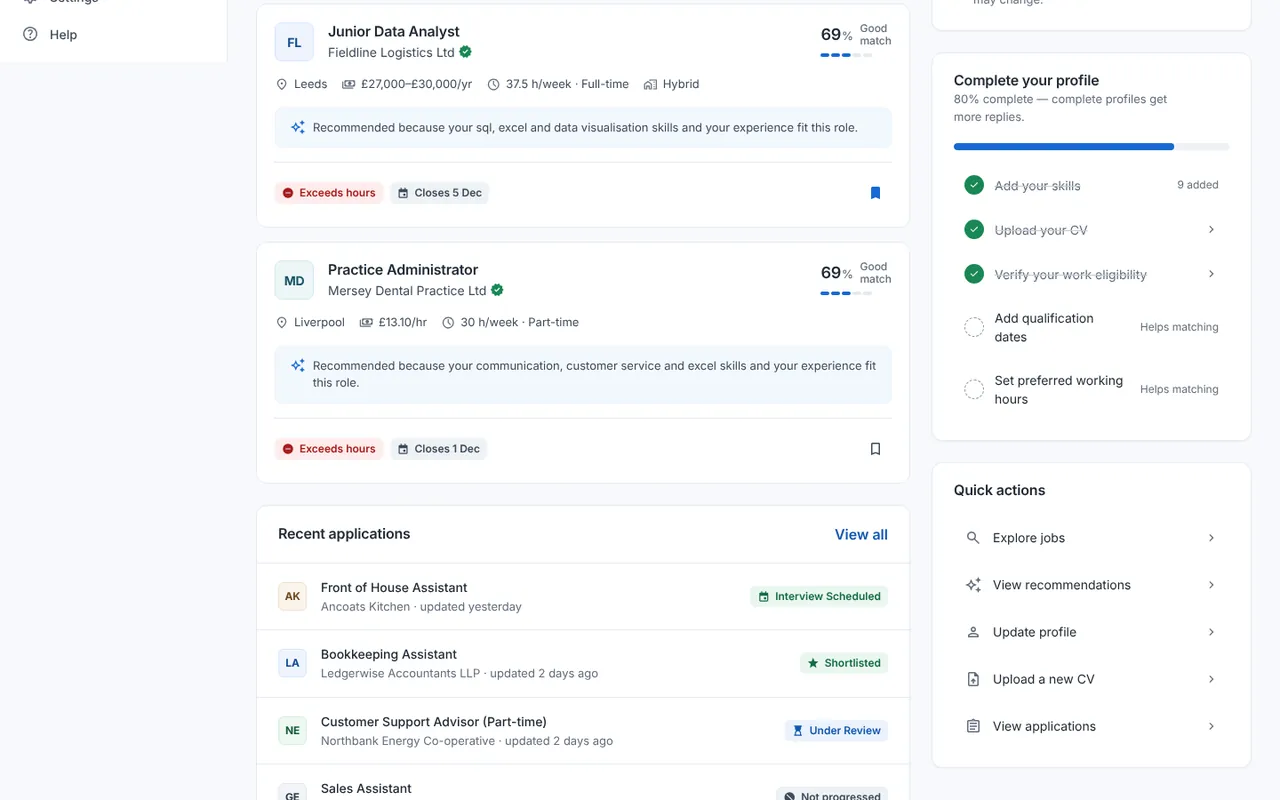 Settings
Help
FL
Junior Data Analyst
Fieldline Logistics Ltd
69%
Good
match
Leeds
£27,000–£30,000/yr
37.5 h/week · Full-time
Hybrid
Recommended because your sql, excel and data visualisation skills and your experience fit this role.
Exceeds hours
Closes 5 Dec
MD
Practice Administrator
Mersey Dental Practice Ltd
69%
Good
match
Liverpool
£13.10/hr
30 h/week · Part-time
Recommended because your communication, customer service and excel skills and your experience fit
this role.
Exceeds hours
Closes 1 Dec
Recent applications
View all
AK
Front of House Assistant
Ancoats Kitchen · updated yesterday
Interview Scheduled
LA
Bookkeeping Assistant
Ledgerwise Accountants LLP · updated 2 days ago
Shortlisted
NE
Customer Support Advisor (Part-time)
Northbank Energy Co-operative · updated 2 days ago
Under Review
GE
Sales Assistant
Not progressed
may change.
Complete your profile
80% complete — complete profiles get
more replies.
Add your skills
9 added
Upload your CV
Verify your work eligibility
Add qualification
dates
Helps matching
Set preferred working
hours
Helps matching
Quick actions
Explore jobs
View recommendations
Update profile
Upload a new CV
View applications